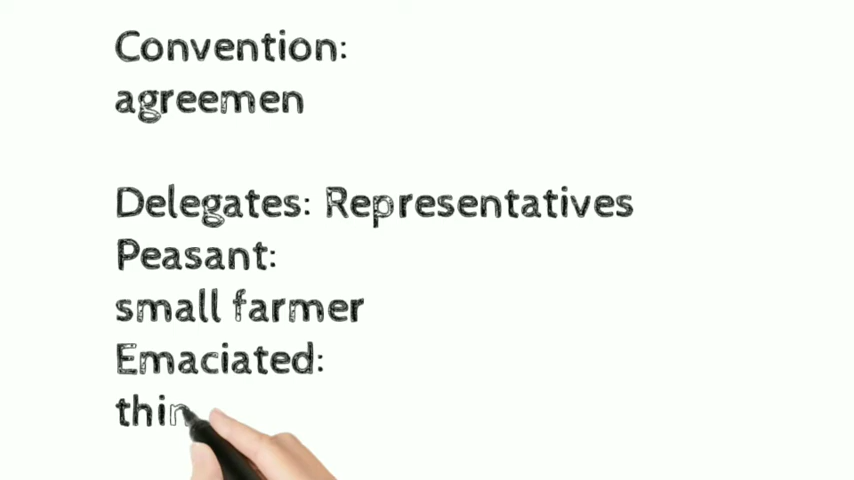 Convention:
agreemen
Delegates: Representatives
Peasant:
small farmer
Emaciated:
thin